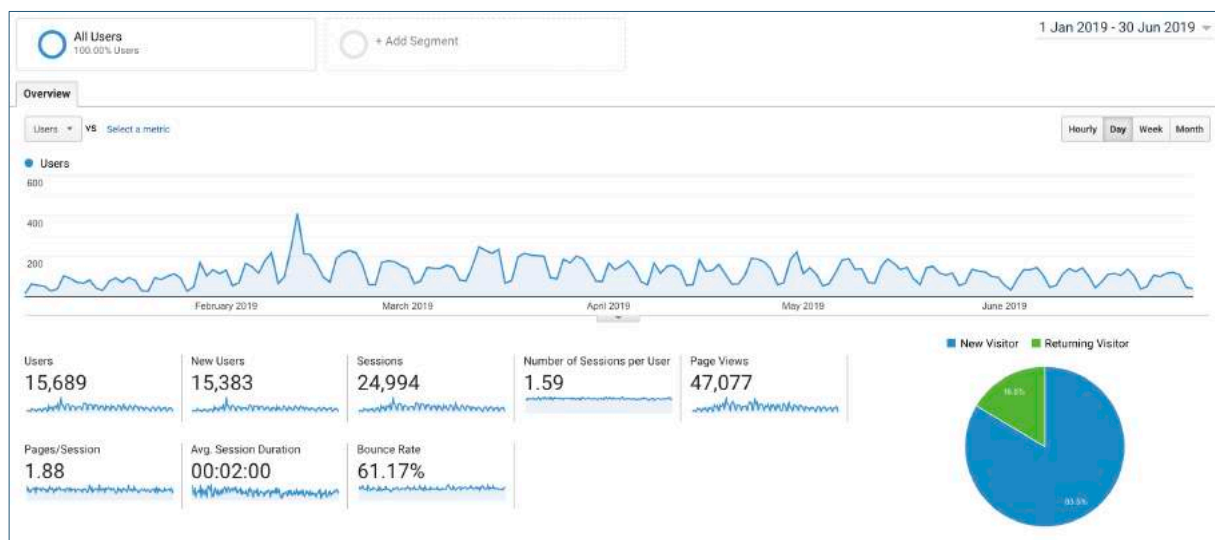 All Users
100.00% Users
+ Add Segment
1 Jan 2019 - 30 Jun 2019
Overview
Users VS Select a metric
Hourly Day Week Month
Users
600
400
200
February 2019 March 2019 April 2019 May 2019 June 2019
New Visitor Returning Visitor
Users New Users Sessions Number of Sessions per User Page Views
15,689 15,383 24,994 1.59 47,077
Pages/Session Avg. Session Duration Bounce Rate
1.88 00:02:00 61.17%